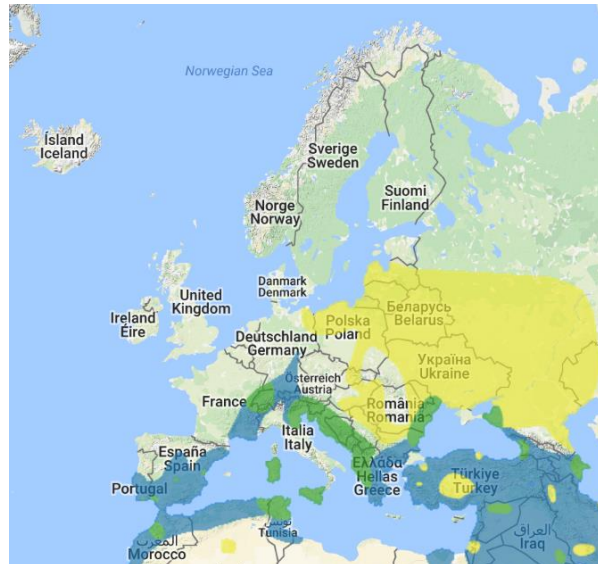 Norwegian Sea
Ísland
Iceland
Sverige
Sweden
Suomi
Finland
Norge
Norway
Danmark
Denmark
United
Kingdom
Ireland
Éire
Беларусь
Belarus
Polska
Poland
Deutschland
Germany
Україна
Ukraine
Österreich
Austria
France
România
Romania
Italia
Italy
España
Spain
Portugal
Ελλάδα
Hellas
Greece
Türkiye
Turkey
تونس
Tunisia
العراق
Iraq
المغرب
Morocco